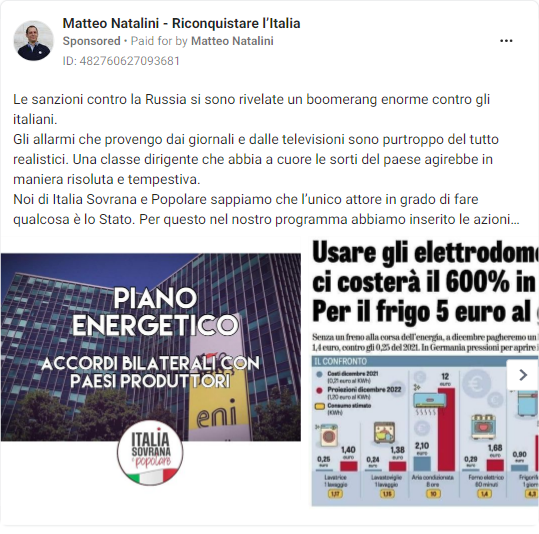 Matteo Natalini - Riconquistare l'Italia
Sponsored • Paid for by Matteo Natalini
ID: 482760627093681
Le sanzioni contro la Russia si sono rivelate un boomerang enorme contro gli
italiani.
Gli allarmi che provengo dai giornali e dalle televisioni sono purtroppo del tutto
realistici. Una classe dirigente che abbia a cuore le sorti del paese agirebbe in
maniera risoluta e tempestiva.
Noi di Italia Sovrana e Popolare sappiamo che l'unico attore in grado di fare
qualcosa è lo Stato. Per questo nel nostro programma abbiamo inserito le azioni...
PIANO
ENERGETICO
ACCORDI BILATERALI CON
PAESI PRODUTTORI
eni
ITALIA
SOVRANA
e popolare
Usare gli elettrodome
ci costerà il 600% in
Per il frigo 5 euro al g
Senza un freno alla corsa dell'energia, a dicembre pagheremo un
1,4 euro, contro gli 0,25 del 2021. In Germania pressioni per aprire
IL CONFRONTO
Costi dicembre 2021
(0,21 euro al KWh)
Proiezioni dicembre 2022
(1,20 euro al KWh)
Consumo stimato
(KWh)
0,25 euro 1,40 euro
0,24 euro 1,38 euro
2,10 euro 12 euro
0,29 euro 1,68 euro
0,90 euro
Lavatrice
1 lavaggio
1,17
Lavastoviglie
1 lavaggio
1,15
Aria condizionata
8 ore
10
Forno elettrico
60 minuti
1,4
Frigorif
1 giorn
4,3